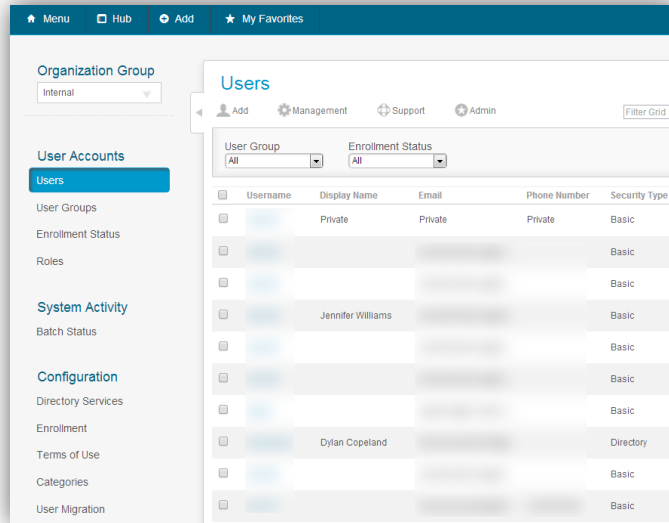 Menu Hub Add My Favorites
Organization Group
Internal
User Accounts
Users
User Groups
Enrollment Status
Roles
System Activity
Batch Status
Configuration
Directory Services
Enrollment
Terms of Use
Categories
User Migration
Users
Add Management Support Admin Filter Grid
User Group Enrollment Status
All All
Username Display Name Email Phone Number Security Type
Private Private Private Basic
Basic
Basic
Jennifer Williams Basic
Basic
Basic
Basic
Dylan Copeland Directory
Basic
Basic